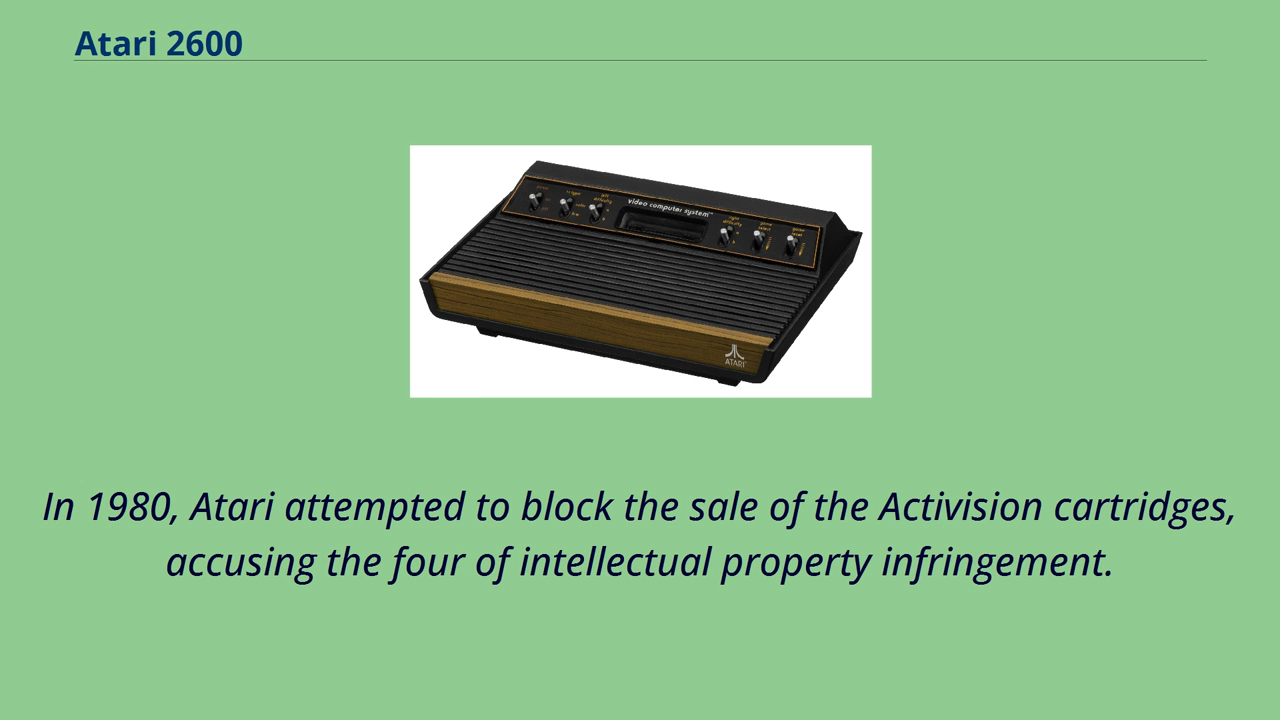 Atari 2600
video computer system™
ATARI
In 1980, Atari attempted to block the sale of the Activision cartridges,
accusing the four of intellectual property infringement.